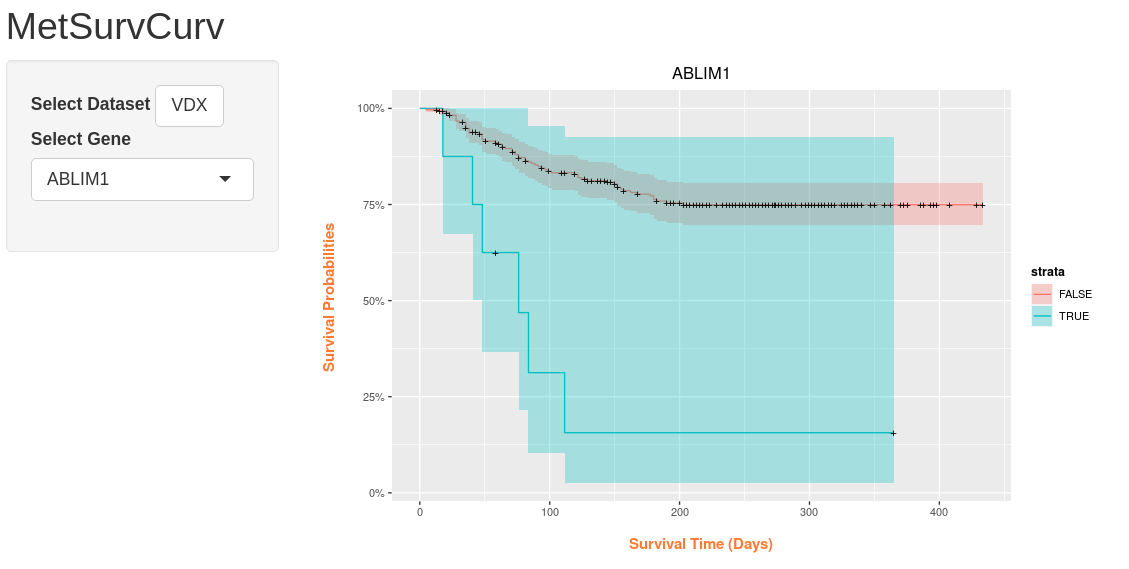 MetSurvCurv
Select Dataset VDX
Select Gene
ABLIM1
ABLIM1
Survival Probabilities
100%
75%
50%
25%
0%
0 100 200 300 400
Survival Time (Days)
strata
FALSE
TRUE